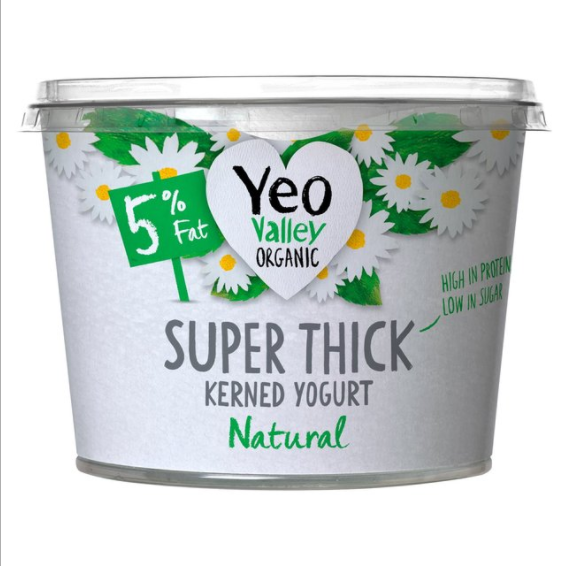 5%
Fat
Yeo
Valley
ORGANIC
HIGH IN PROTEIN
LOW IN SUGAR
SUPER THICK
KERNED YOGURT
Natural